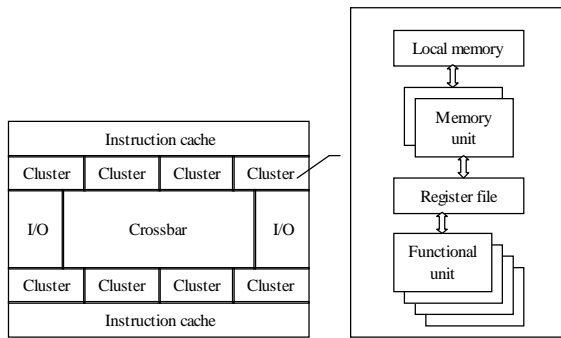 Instruction cache
Cluster Cluster Cluster Cluster
I/O Crossbar I/O
Cluster Cluster Cluster Cluster
Instruction cache
Local memory
Memory
unit
Register file
Functional
unit